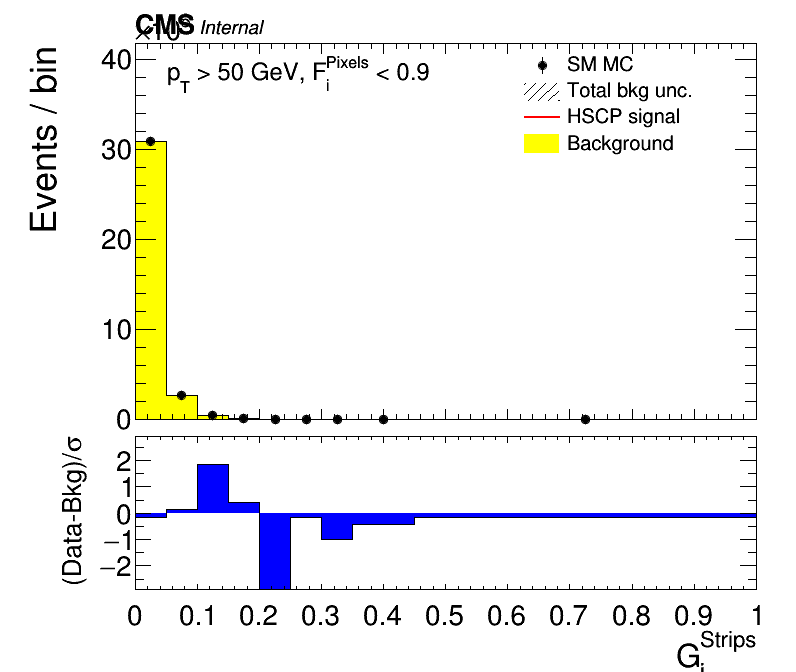 CMS Internal
p_T > 50 GeV, F_i^Pixels < 0.9
SM MC
Total bkg unc.
HSCP signal
Background
Events / bin
40
30
20
10
0
(Data-Bkg)/σ
2
1
0
−1
−2
0 0.1 0.2 0.3 0.4 0.5 0.6 0.7 0.8 0.9 1
G_i^Strips